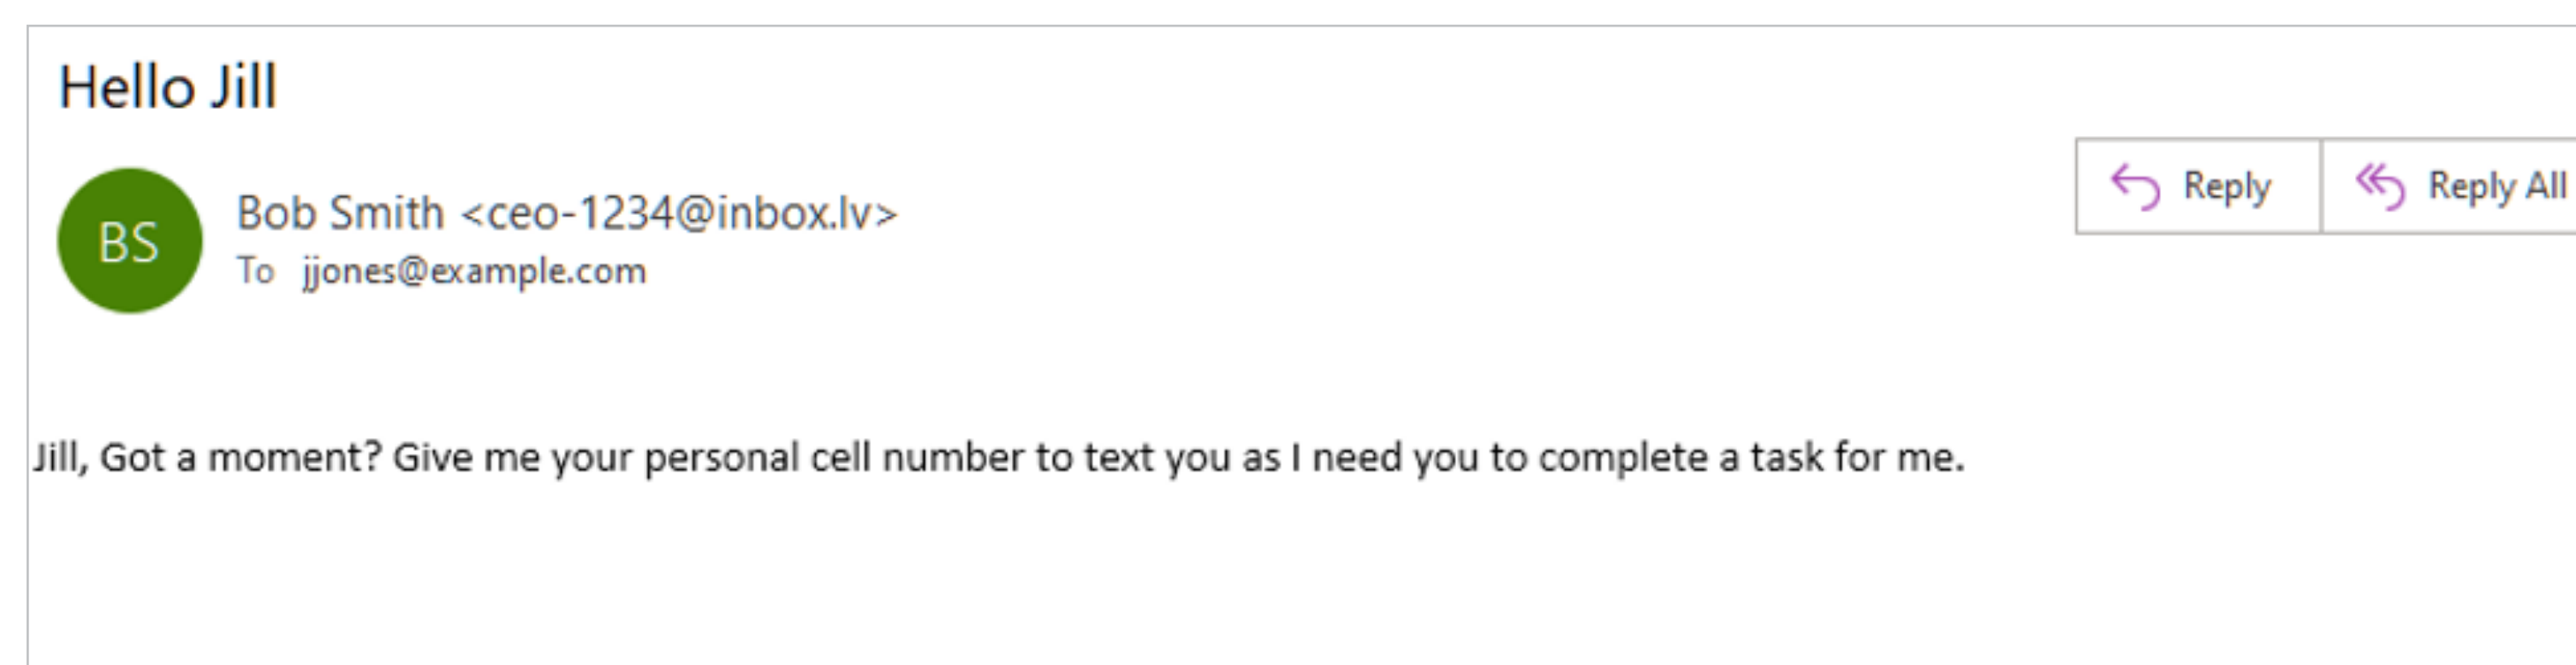 Hello Jill
BS
Bob Smith <ceo-1234@inbox.lv>
To jjones@example.com
Reply
Reply All
Jill, Got a moment? Give me your personal cell number to text you as I need you to complete a task for me.